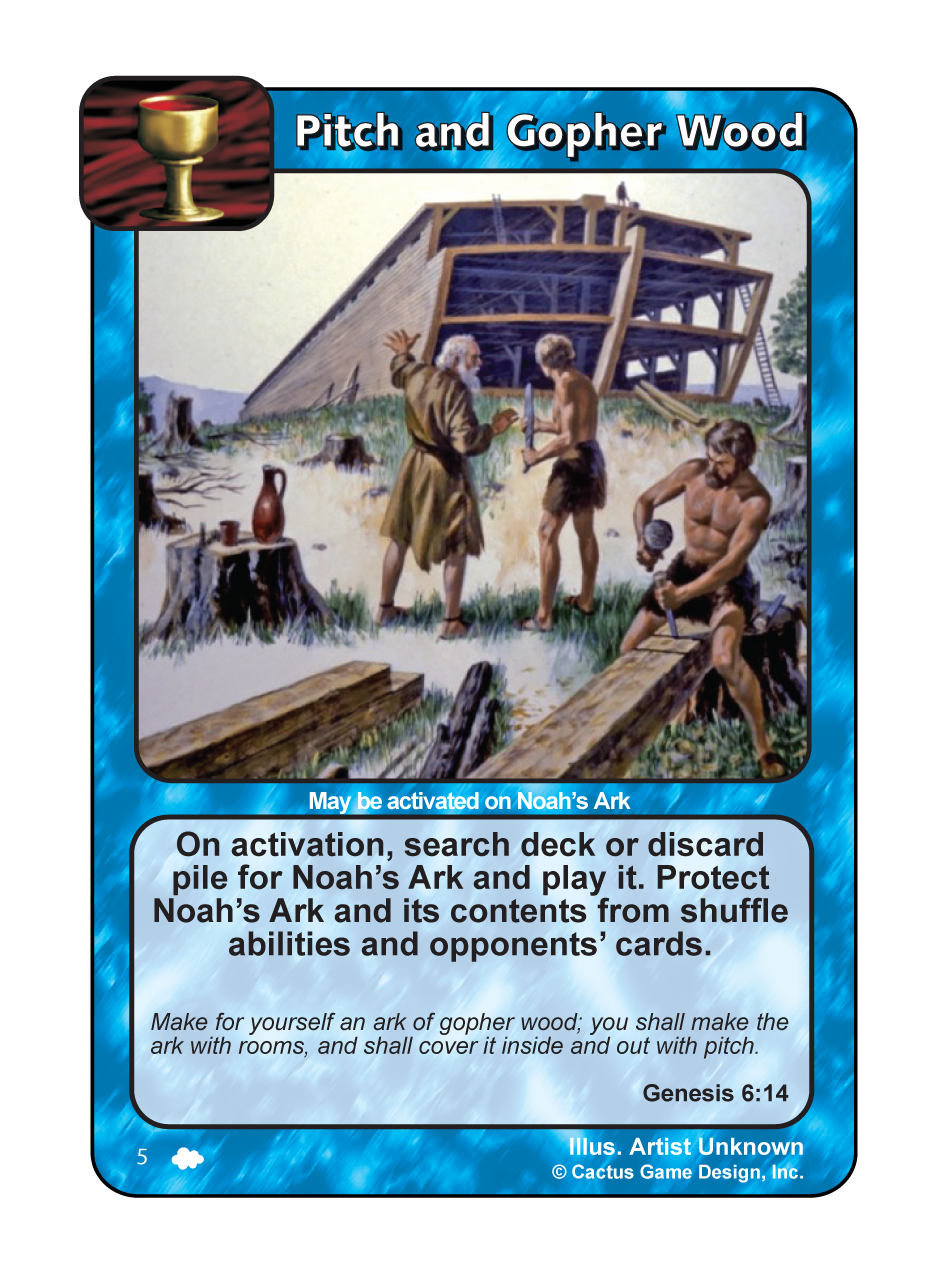 Pitch and Gopher Wood
May be activated on Noah's Ark
On activation, search deck or discard
pile for Noah's Ark and play it. Protect
Noah's Ark and its contents from shuffle
abilities and opponents' cards.
Make for yourself an ark of gopher wood; you shall make the
ark with rooms, and shall cover it inside and out with pitch.
Genesis 6:14
5
Illus. Artist Unknown
© Cactus Game Design, Inc.